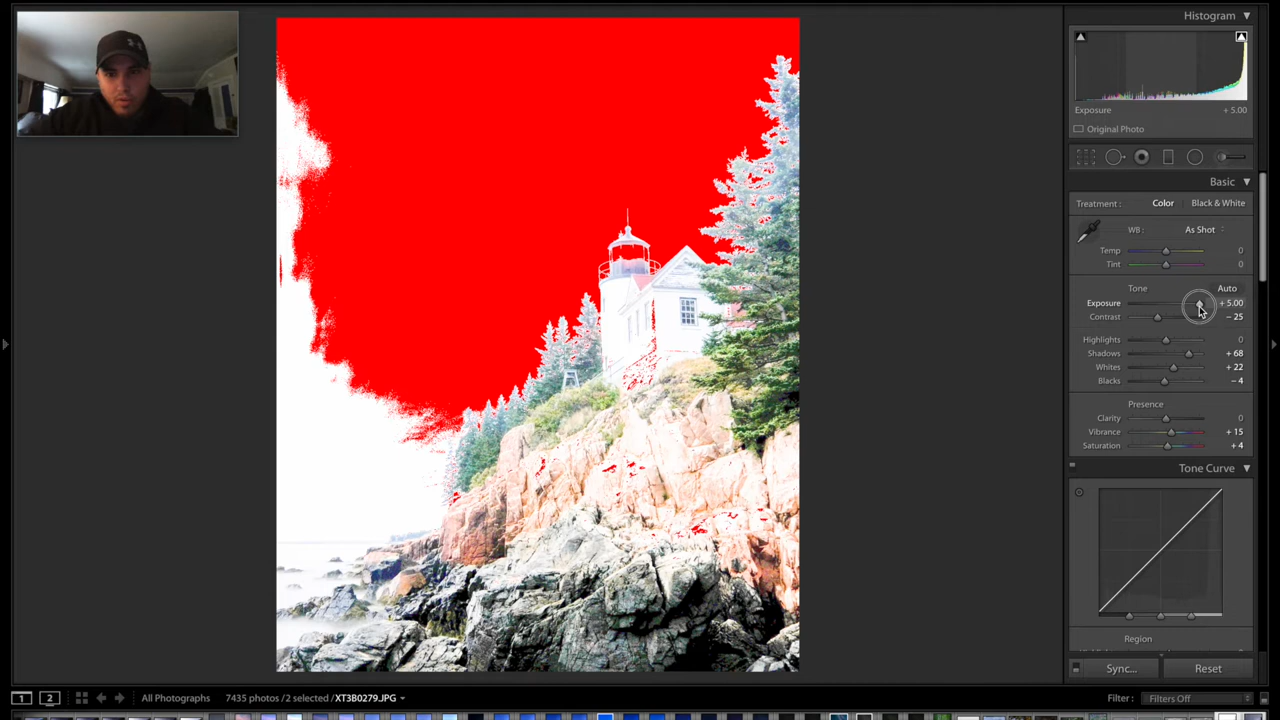 Histogram
Exposure + 5.00
Original Photo
Basic
Treatment : Color Black & White
WB : As Shot
Temp 0
Tint 0
Tone Auto
Exposure + 5.00
Contrast − 25
Highlights 0
Shadows + 68
Whites + 22
Blacks − 4
Presence
Clarity 0
Vibrance + 15
Saturation + 4
Tone Curve
Region
Sync... Reset
1 2 All Photographs 7435 photos /2 selected /XT3B0279.JPG Filter : Filters Off